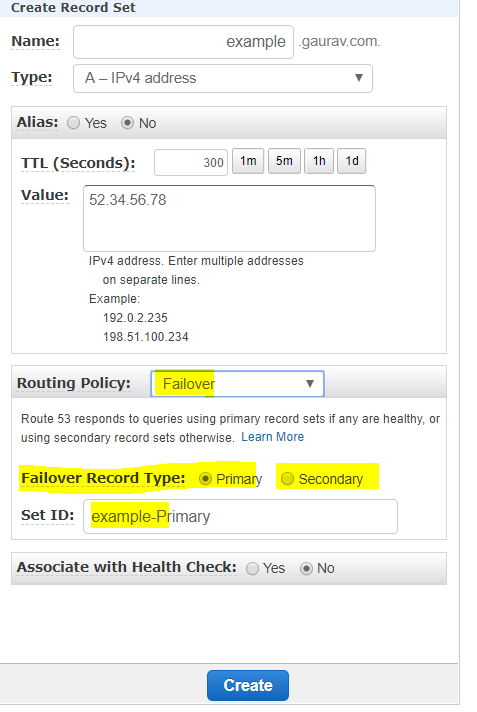 Create Record Set
Name: example .gaurav.com.
Type: A – IPv4 address
Alias: Yes No
TTL (Seconds): 300 1m 5m 1h 1d
Value: 52.34.56.78
IPv4 address. Enter multiple addresses
on separate lines.
Example:
192.0.2.235
198.51.100.234
Routing Policy: Failover
Route 53 responds to queries using primary record sets if any are healthy, or
using secondary record sets otherwise. Learn More
Failover Record Type: Primary Secondary
Set ID: example-Primary
Associate with Health Check: Yes No
Create